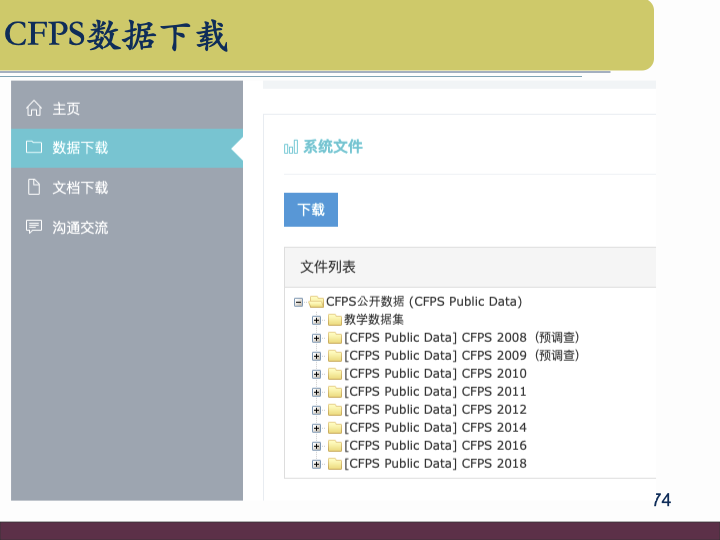 CFPS数据下载
主页
数据下载
文档下载
沟通交流
系统文件
下载
文件列表
CFPS公开数据 (CFPS Public Data)
教学数据集
[CFPS Public Data] CFPS 2008（预调查）
[CFPS Public Data] CFPS 2009（预调查）
[CFPS Public Data] CFPS 2010
[CFPS Public Data] CFPS 2011
[CFPS Public Data] CFPS 2012
[CFPS Public Data] CFPS 2014
[CFPS Public Data] CFPS 2016
[CFPS Public Data] CFPS 2018
74